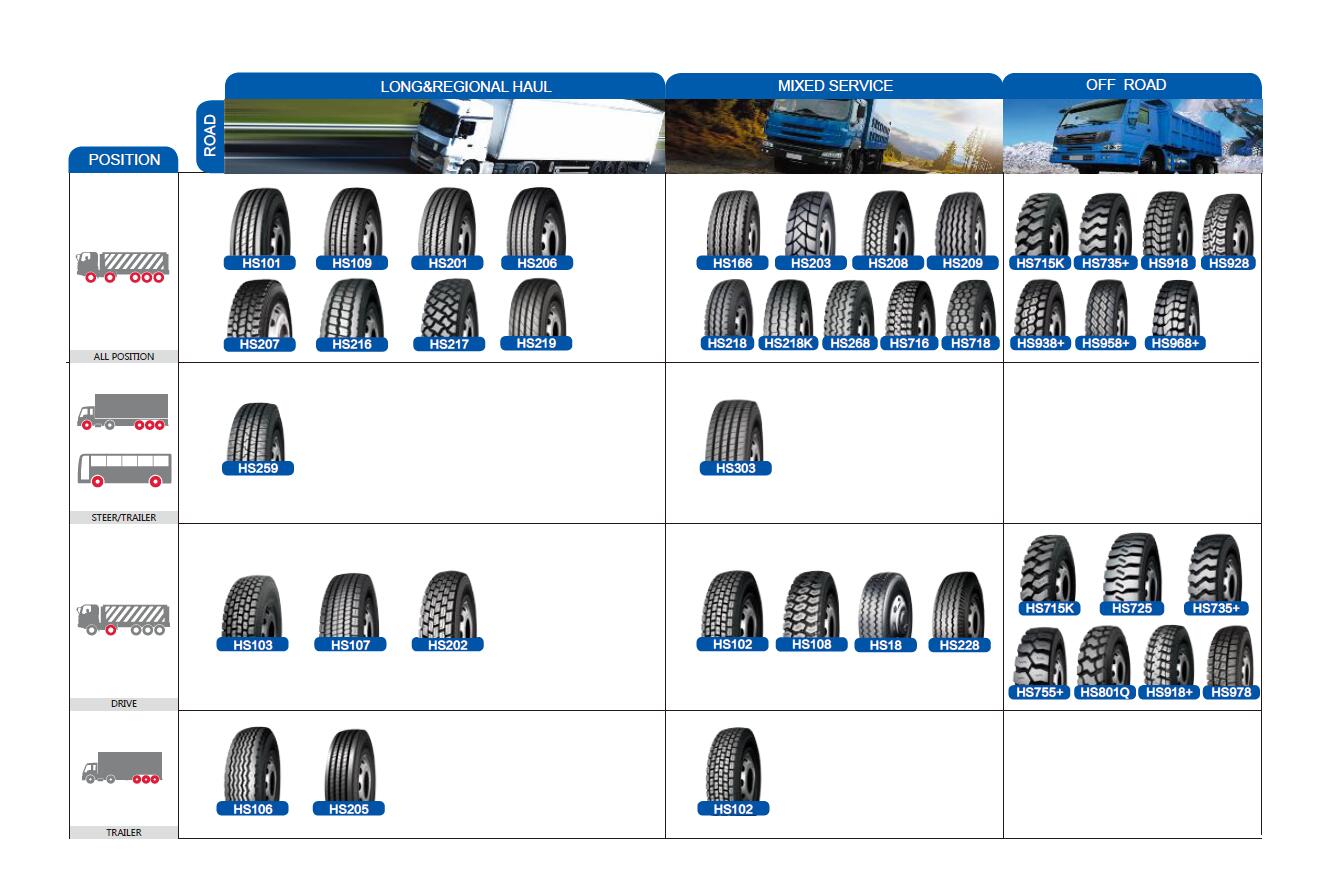 LONG&REGIONAL HAUL
MIXED SERVICE
OFF ROAD
ROAD
POSITION
HS101 HS109 HS201 HS206
HS166 HS203 HS208 HS209
HS715K HS735+ HS918 HS928
HS207 HS216 HS217 HS219
HS218 HS218K HS268 HS716 HS718
HS938+ HS958+ HS968+
ALL POSITION
HS259
HS303
STEER/TRAILER
HS103 HS107 HS202
HS102 HS108 HS18 HS228
HS715K HS725 HS735+
HS755+ HS801Q HS918+ HS978
DRIVE
HS106 HS205
HS102
TRAILER